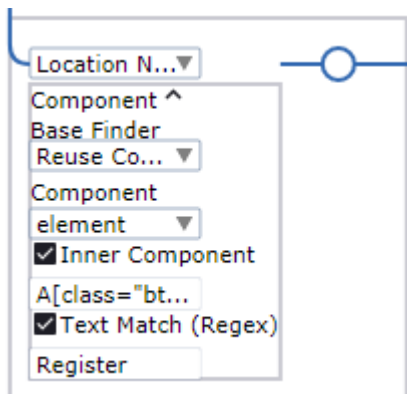 Location N...
Component
Base Finder
Reuse Co...
Component
element
Inner Component
A[class="bt...
Text Match (Regex)
Register